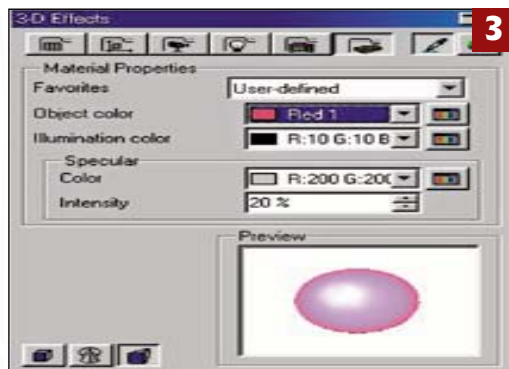 3-D Effects
3
Material Properties
Favorites User-defined
Object color Red 1
Illumination color R:10 G:10 B
Specular
Color R:200 G:20(
Intensity 20 %
Preview